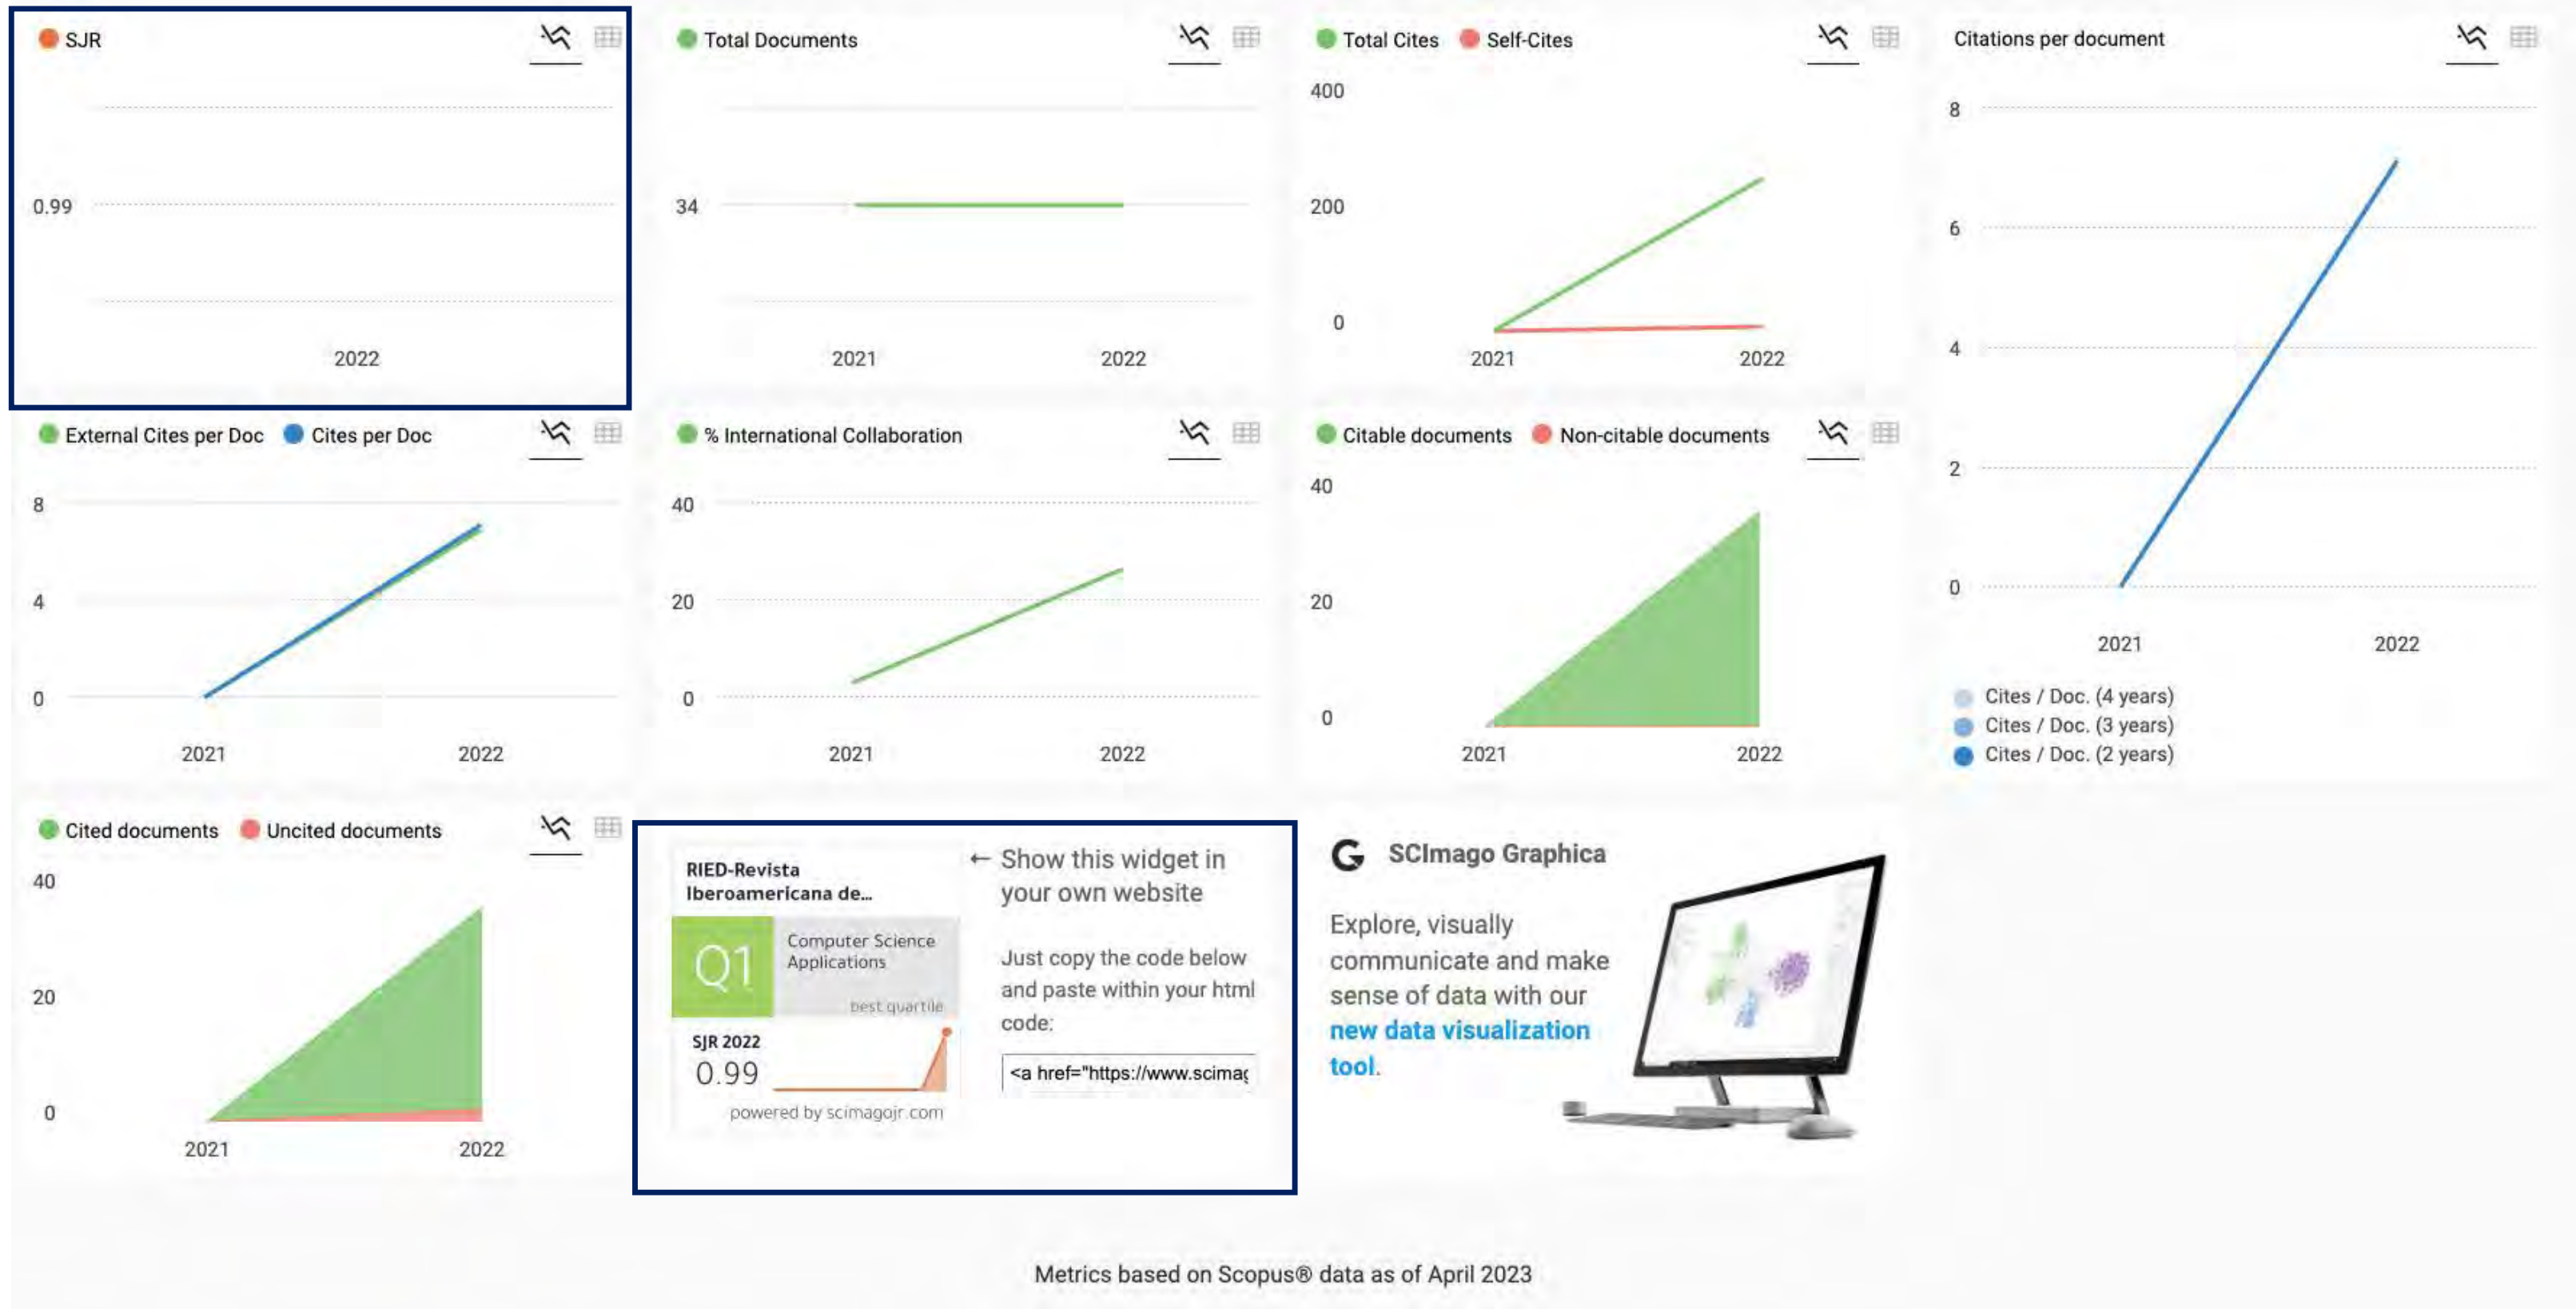 SJR
0.99
2022
Total Documents
34
2021 2022
Total Cites Self-Cites
400
200
0
2021 2022
Citations per document
8
6
4
2
0
2021 2022
Cites / Doc. (4 years)
Cites / Doc. (3 years)
Cites / Doc. (2 years)
External Cites per Doc Cites per Doc
8
4
0
2021 2022
% International Collaboration
40
20
0
2021 2022
Citable documents Non-citable documents
40
20
0
2021 2022
Cited documents Uncited documents
40
20
0
2021 2022
RIED-Revista
Iberoamericana de...
Q1
Computer Science
Applications
best quartile
SJR 2022
0.99
powered by scimagojr.com
← Show this widget in
your own website
Just copy the code below
and paste within your html
code:
<a href="https://www.scimag
SCImago Graphica
Explore, visually
communicate and make
sense of data with our
new data visualization
tool.
Metrics based on Scopus® data as of April 2023